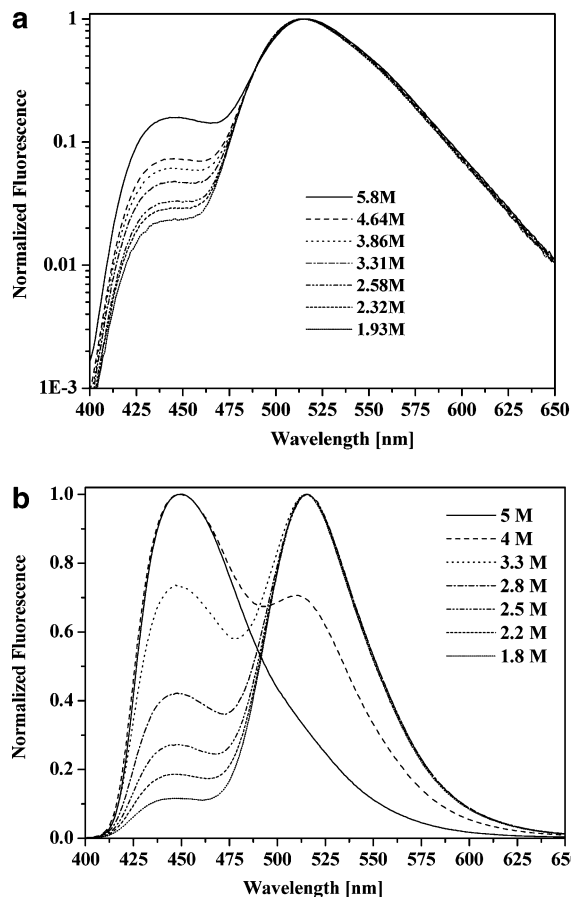 a
Normalized Fluorescence
1
0.1
0.01
1E-3
5.8M
4.64M
3.86M
3.31M
2.58M
2.32M
1.93M
400 425 450 475 500 525 550 575 600 625 650
Wavelength [nm]
b
Normalized Fluorescence
1.0
0.8
0.6
0.4
0.2
0.0
5 M
4 M
3.3 M
2.8 M
2.5 M
2.2 M
1.8 M
400 425 450 475 500 525 550 575 600 625 65
Wavelength [nm]